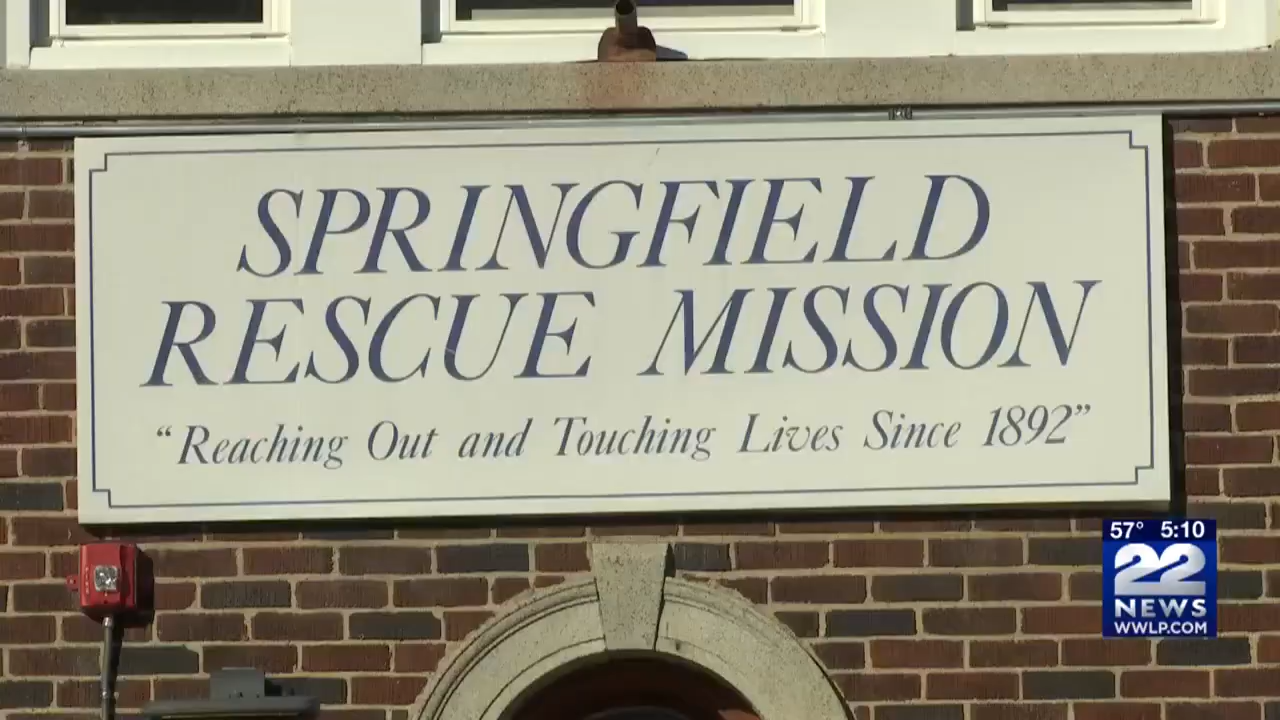 SPRINGFIELD
RESCUE MISSION
“Reaching Out and Touching Lives Since 1892”
57° 5:10
22
NEWS
WWLP.COM